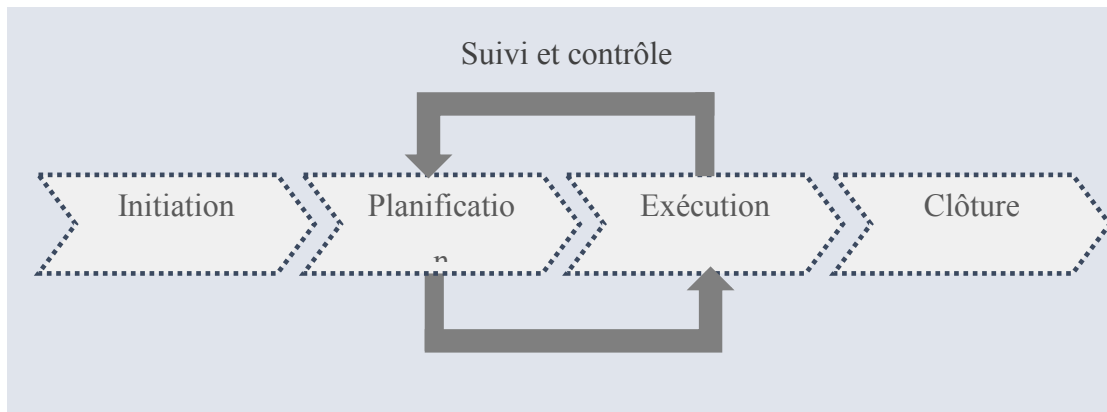 Suivi et contrôle
Initiation
Planificatio
n
Exécution
Clôture